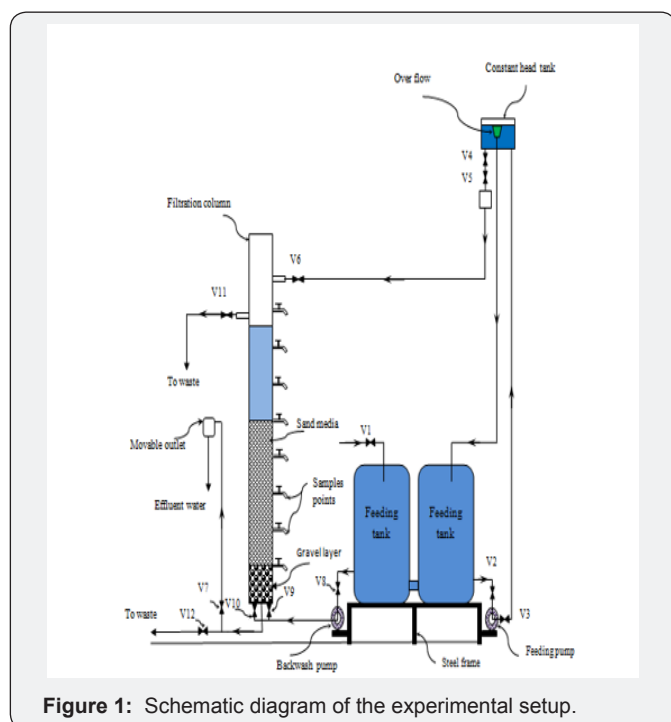 Constant head tank
Over flow
V4
V5
Filtration column
V6
V11
To waste
Movable outlet
Sand media
V1
Effluent water
Samples
points
Feeding
tank
Feeding
tank
Gravel layer
V2
V8
V7
V10
V9
V3
To waste
V12
Backwash pump
Steel frame
Feeding pump
Figure 1: Schematic diagram of the experimental setup.